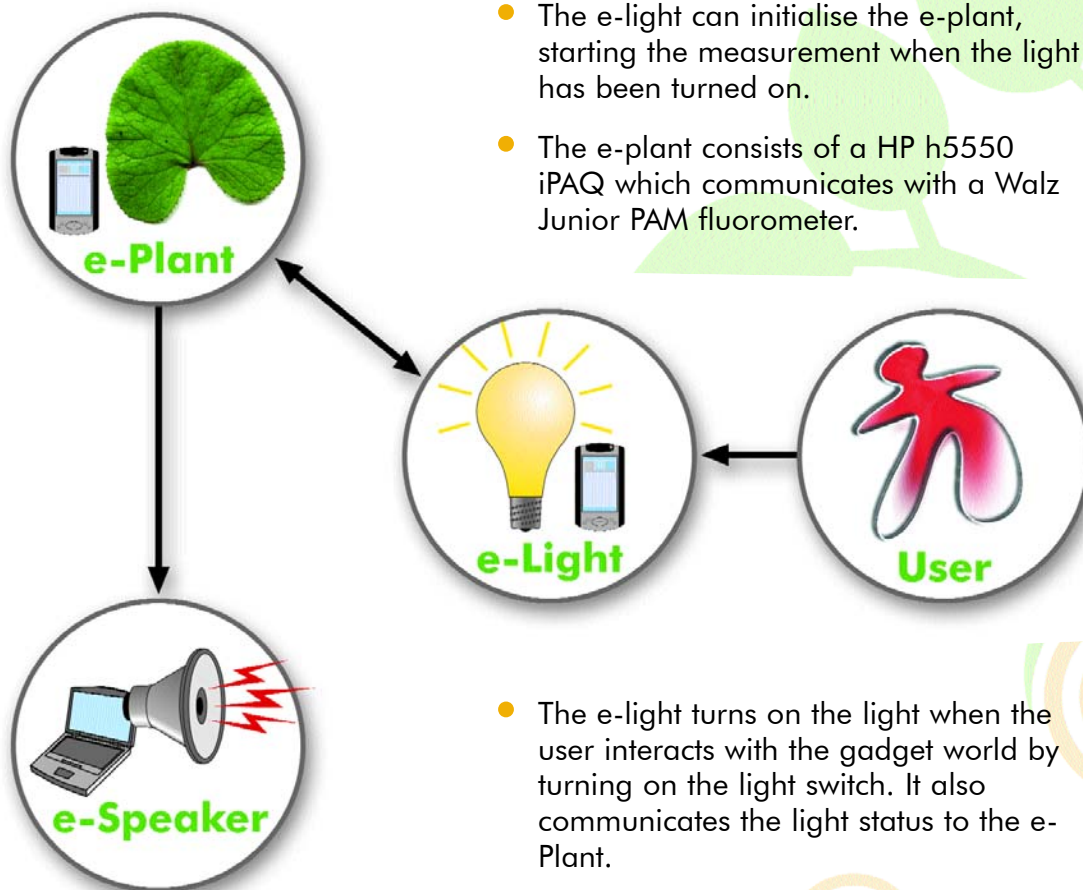 The e-light can initialise the e-plant,
starting the measurement when the light
has been turned on.
The e-plant consists of a HP h5550
iPAQ which communicates with a Walz
Junior PAM fluorometer.
e-Plant
e-Light
User
e-Speaker
The e-light turns on the light when the
user interacts with the gadget world by
turning on the light switch. It also
communicates the light status to the e-
Plant.